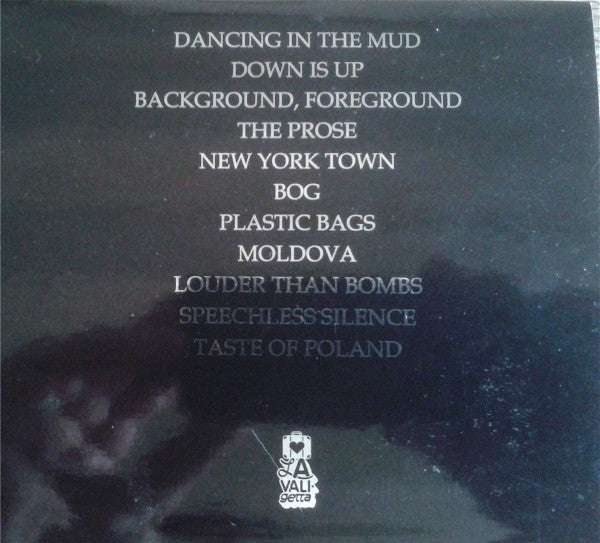 DANCING IN THE MUD
DOWN IS UP
BACKGROUND, FOREGROUND
THE PROSE
NEW YORK TOWN
BOG
PLASTIC BAGS
MOLDOVA
LOUDER THAN BOMBS
SPEECHLESS SILENCE
TASTE OF POLAND
LA
VALI-
getta